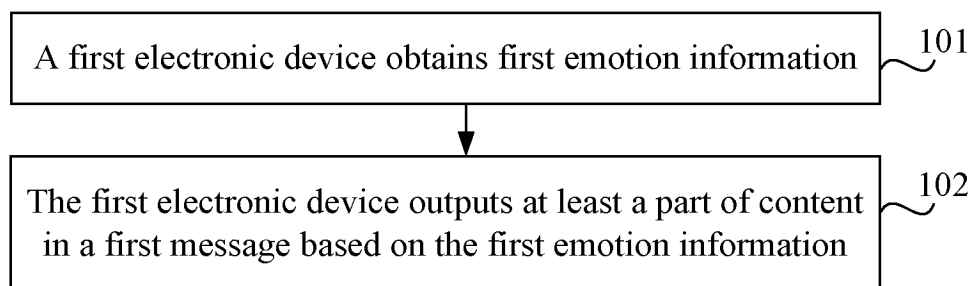 A first electronic device obtains first emotion information
101
The first electronic device outputs at least a part of content
in a first message based on the first emotion information
102